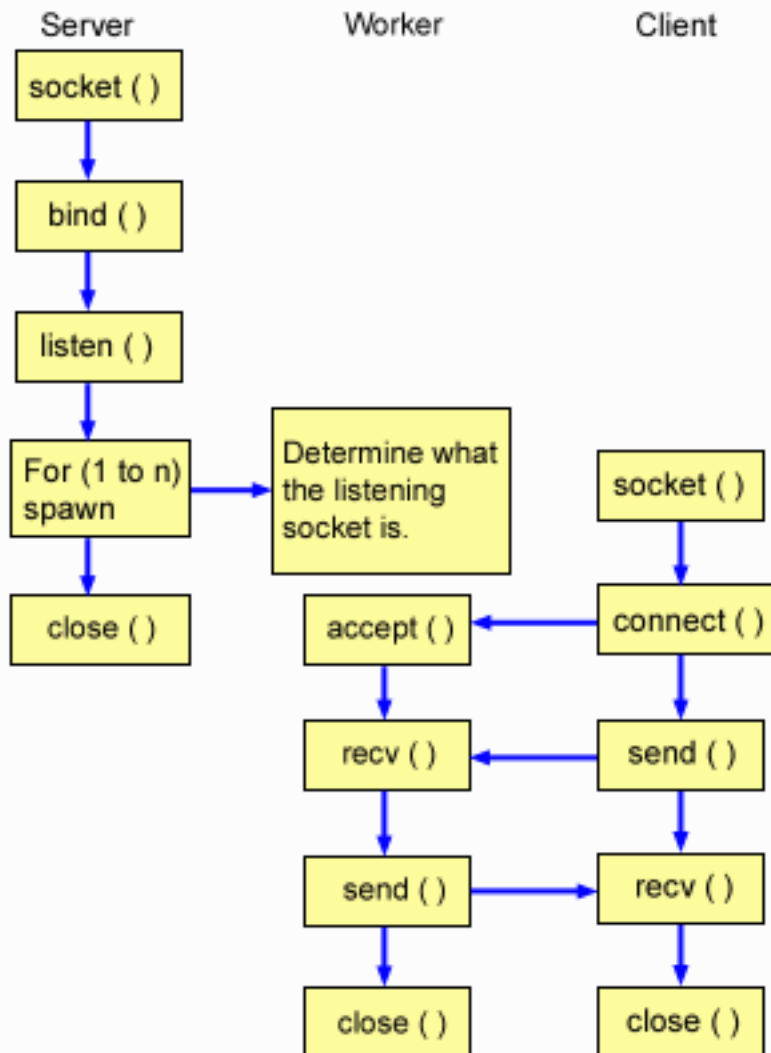 Server
Worker
Client
socket ( )
bind ( )
listen ( )
For (1 to n)
spawn
close ( )
Determine what
the listening
socket is.
accept ( )
recv ( )
send ( )
close ( )
socket ( )
connect ( )
send ( )
recv ( )
close ( )